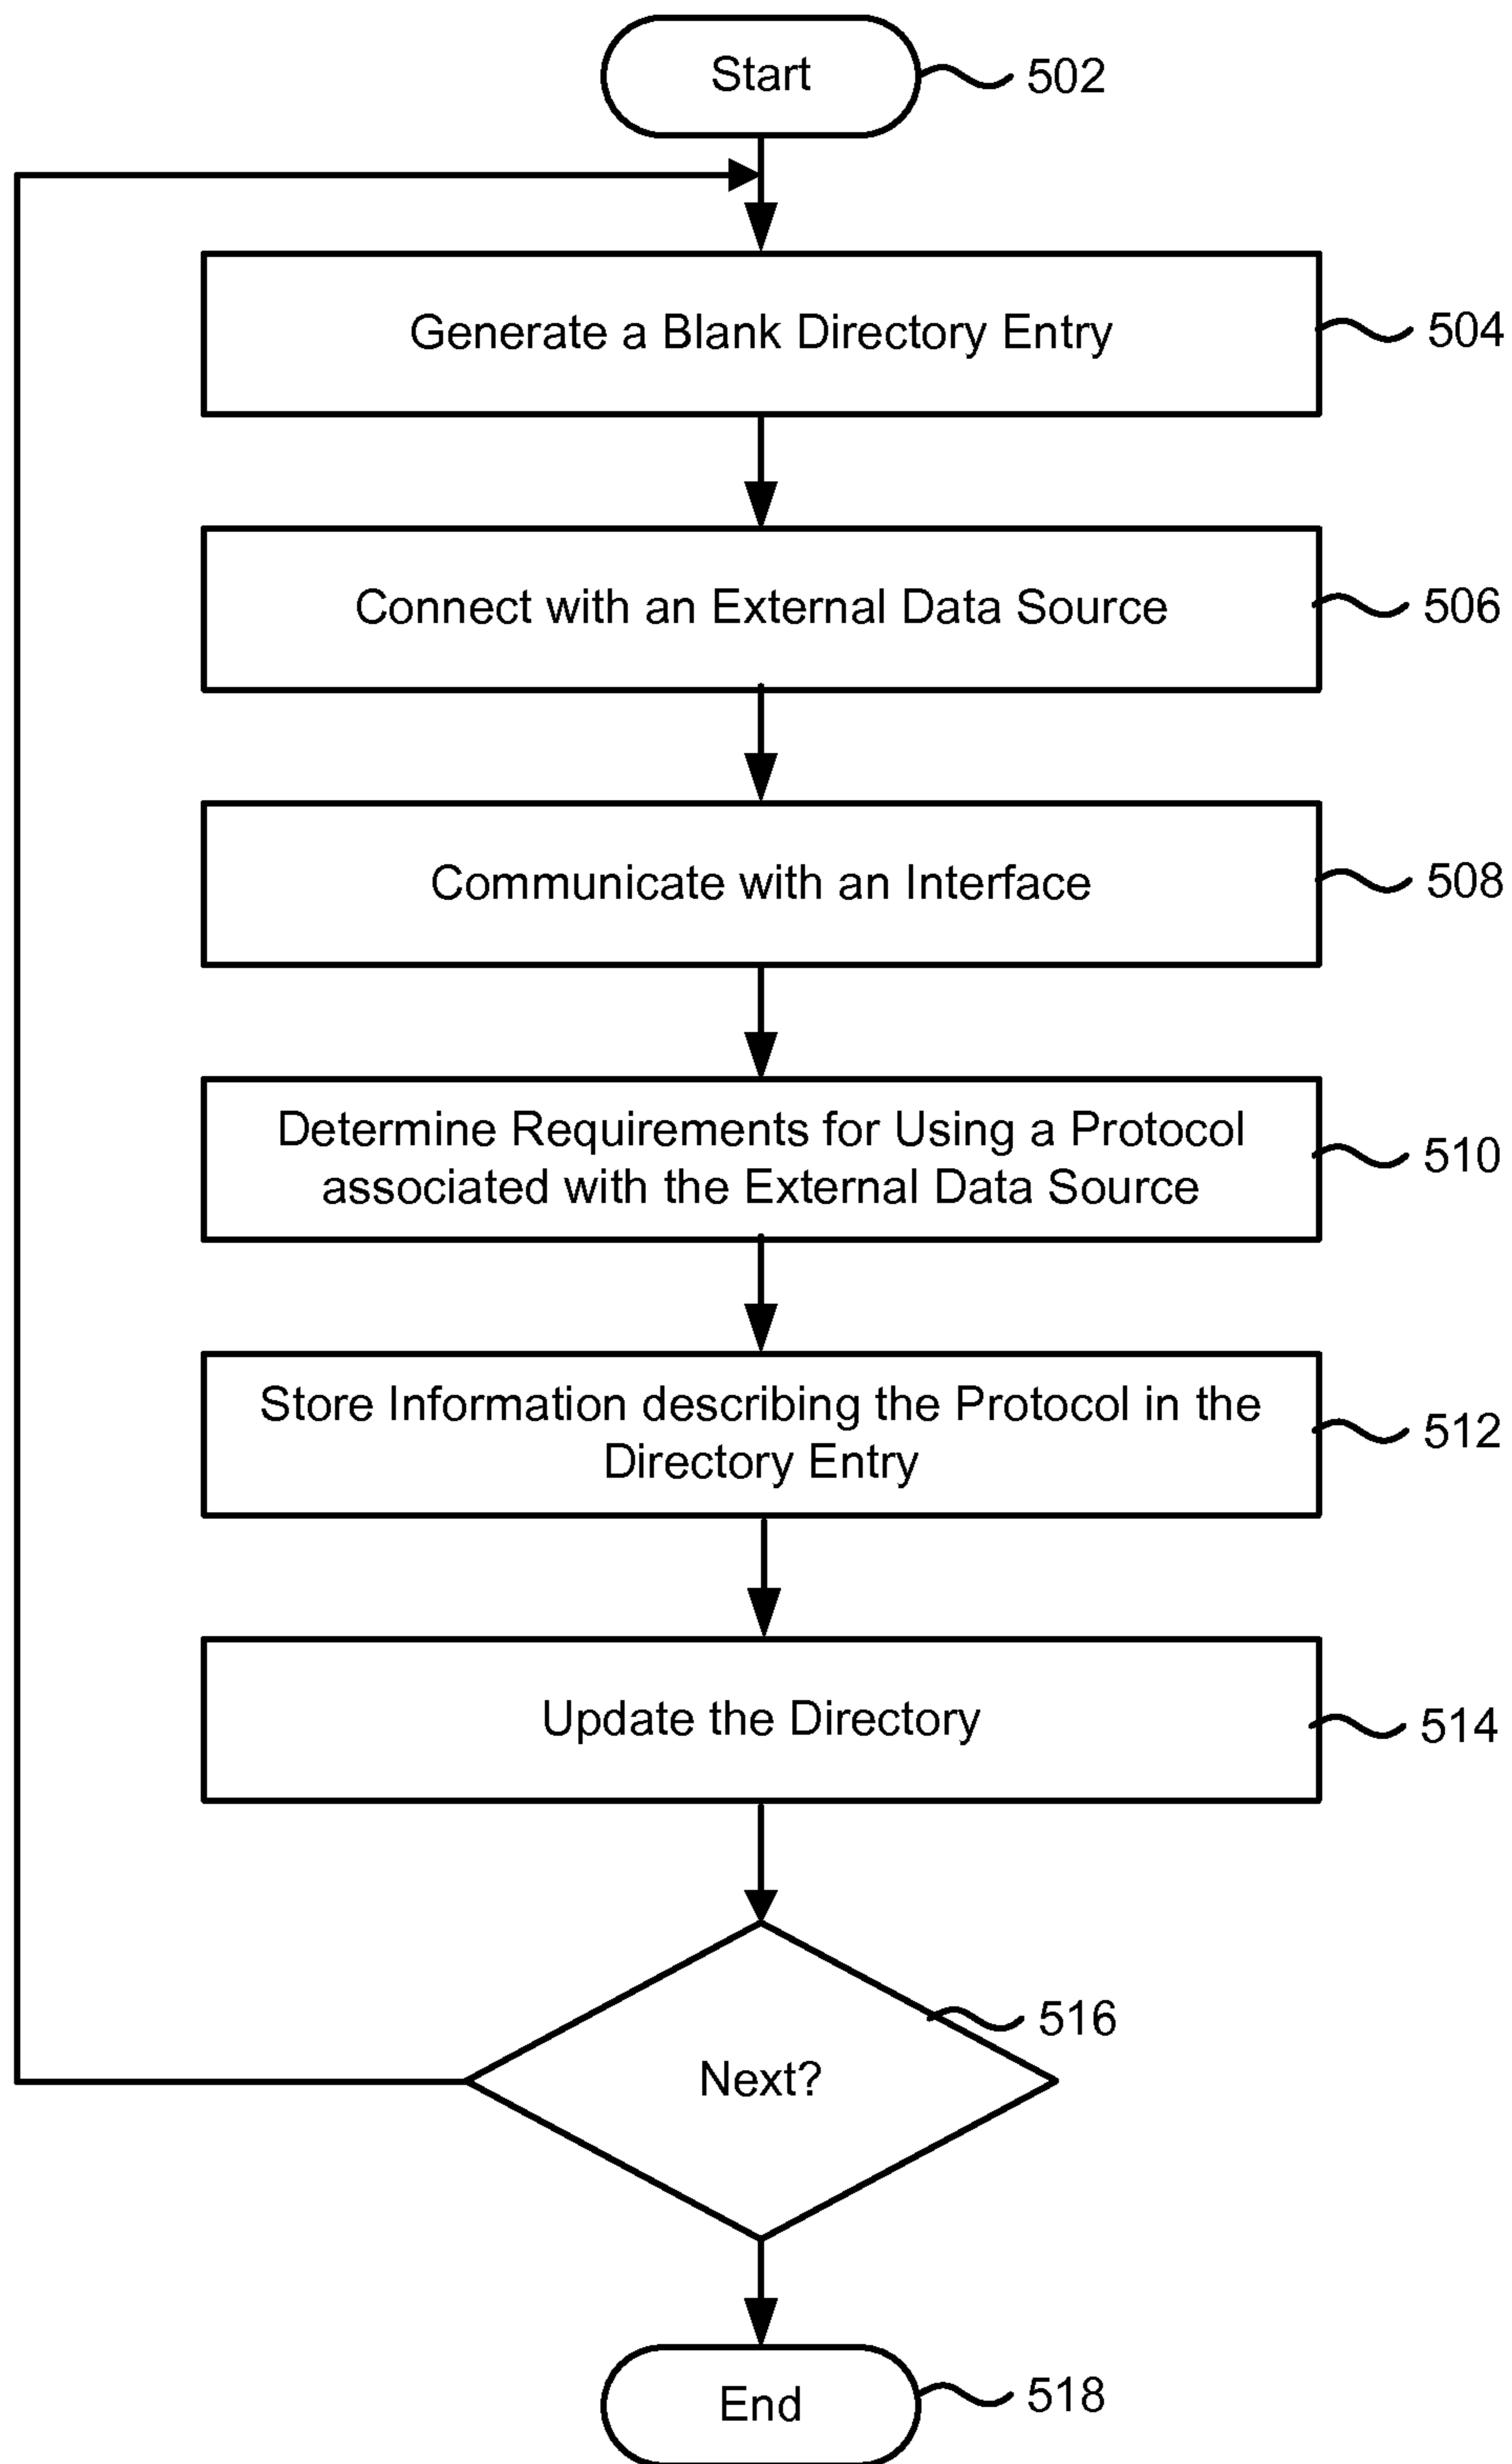 Start
502
Generate a Blank Directory Entry
504
Connect with an External Data Source
506
Communicate with an Interface
508
Determine Requirements for Using a Protocol
associated with the External Data Source
510
Store Information describing the Protocol in the
Directory Entry
512
Update the Directory
514
516
Next?
End
518